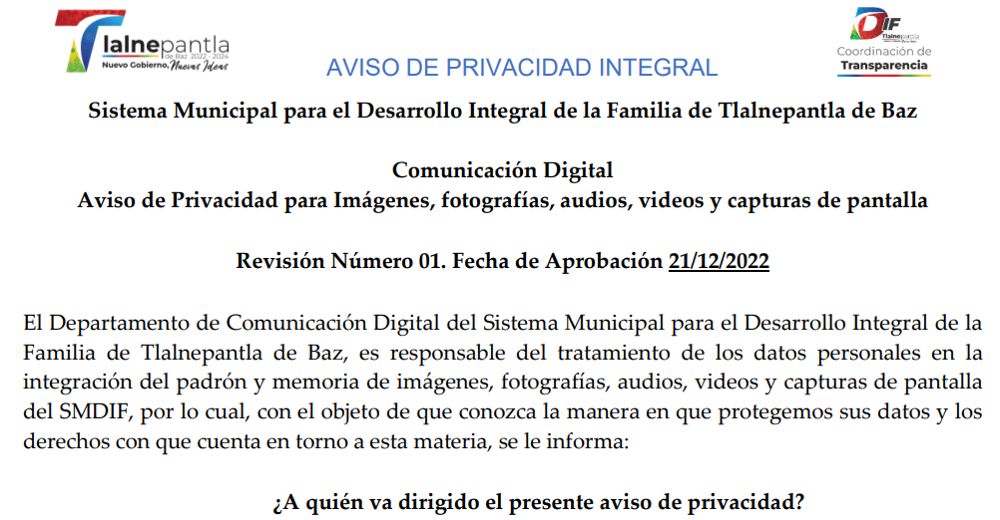 Tlalnepantla
de Baz 2022 - 2024
Nuevo Gobierno, Nuevas Ideas
DIF
Tlalnepantla
Coordinación de
Transparencia
AVISO DE PRIVACIDAD INTEGRAL
Sistema Municipal para el Desarrollo Integral de la Familia de Tlalnepantla de Baz
Comunicación Digital
Aviso de Privacidad para Imágenes, fotografías, audios, videos y capturas de pantalla
Revisión Número 01. Fecha de Aprobación 21/12/2022
El Departamento de Comunicación Digital del Sistema Municipal para el Desarrollo Integral de la
Familia de Tlalnepantla de Baz, es responsable del tratamiento de los datos personales en la
integración del padrón y memoria de imágenes, fotografías, audios, videos y capturas de pantalla
del SMDIF, por lo cual, con el objeto de que conozca la manera en que protegemos sus datos y los
derechos con que cuenta en torno a esta materia, se le informa:
¿A quién va dirigido el presente aviso de privacidad?